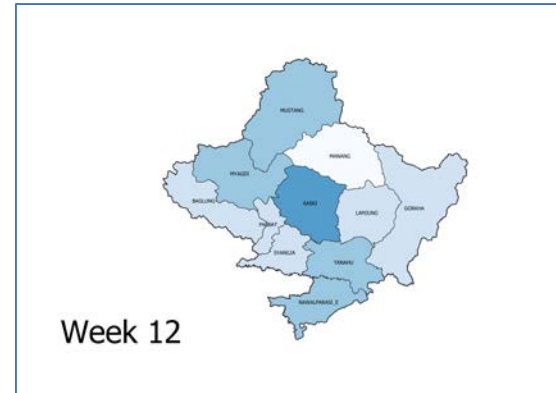 MUSTANG
MANANG
MYAGDI
KASKI
BAGLUNG
LAMJUNG
GORKHA
PARBAT
SYANGJA
TANAHU
NAWALPARASI_E
Week 12